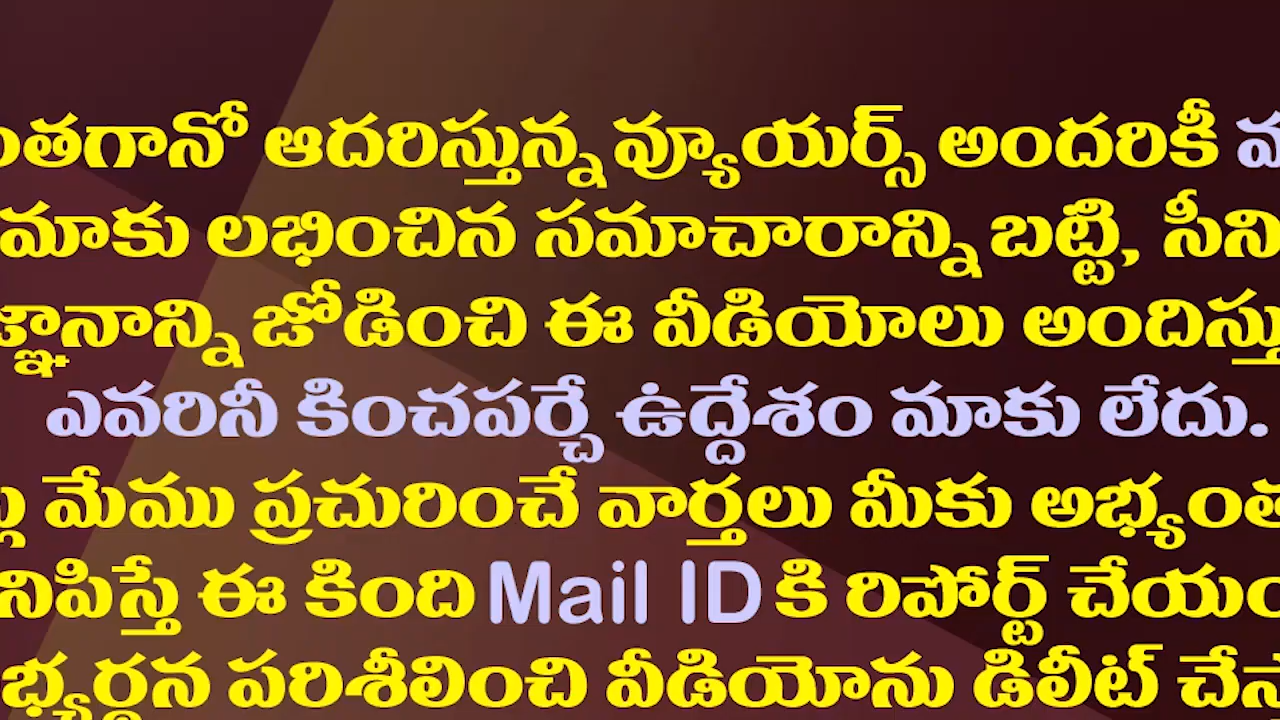 ంతగానో ఆదరిస్తున్న వ్యూయర్స్ అందరికీ
మాకు లభించిన సమాచారాన్ని బట్టి, సిని
జ్ఞానాన్ని జోడించి ఈ వీడియోలు అందిస్తు
ఎవరినీ కించపర్చే ఉద్దేశం మాకు లేదు.
మేము ప్రచురించే వార్తలు మీకు అభ్యంత
నిపిస్తే ఈ కింది Mail ID కి రిపోర్ట్ చేయం
భ్యర్థన పరిశీలించి వీడియోను డిలీట్ చేస